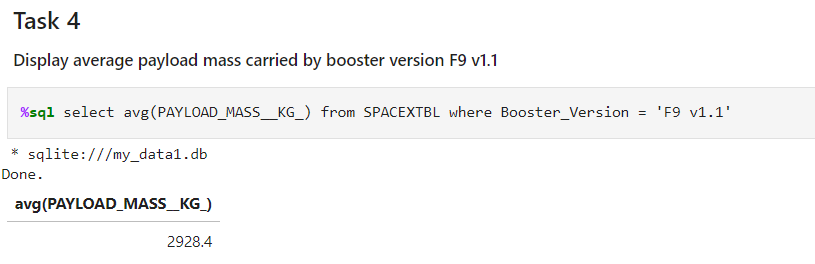 Task 4
Display average payload mass carried by booster version F9 v1.1
%sql select avg(PAYLOAD_MASS__KG_) from SPACEXTBL where Booster_Version = 'F9 v1.1'
* sqlite:///my_data1.db
Done.
avg(PAYLOAD_MASS__KG_)
2928.4